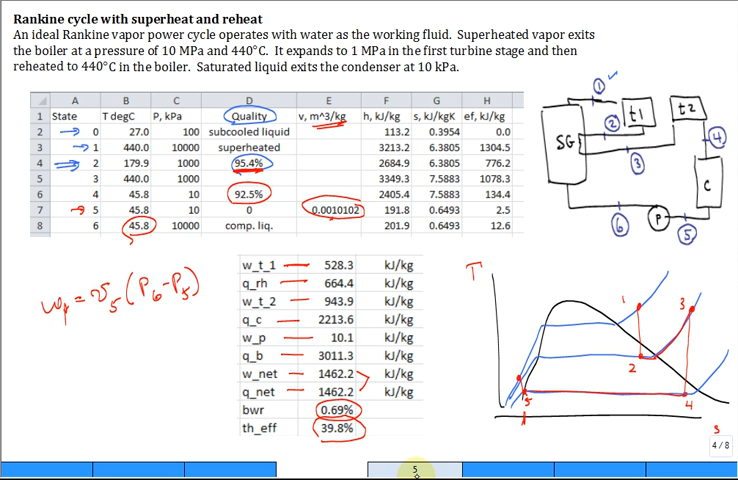 Rankine cycle with superheat and reheat
An ideal Rankine vapor power cycle operates with water as the working fluid. Superheated vapor exits
the boiler at a pressure of 10 MPa and 440°C. It expands to 1 MPa in the first turbine stage and then
reheated to 440°C in the boiler. Saturated liquid exits the condenser at 10 kPa.
A B C D E F G H
1 State T degC P, kPa Quality v, m^3/kg h, kJ/kg s, kJ/kgK ef, kJ/kg
2 0 27.0 100 subcooled liquid 113.2 0.3954 0.0
3 1 440.0 10000 superheated 3213.2 6.3805 1304.5
4 2 179.9 1000 95.4% 2684.9 6.3805 776.2
5 3 440.0 1000 3349.3 7.5883 1078.3
6 4 45.8 10 92.5% 2405.4 7.5883 134.4
7 5 45.8 10 0 0.0010102 191.8 0.6493 2.5
8 6 45.8 10000 comp. liq. 201.9 0.6493 12.6
1
t1
t2
2
SG
3
4
C
6
P
5
w_t_1 528.3 kJ/kg
q_rh 664.4 kJ/kg
w_t_2 943.9 kJ/kg
q_c 2213.6 kJ/kg
w_p 10.1 kJ/kg
q_b 3011.3 kJ/kg
w_net 1462.2 kJ/kg
q_net 1462.2 kJ/kg
bwr 0.69%
th_eff 39.8%
(P6-P5)
T
1
3
2
5
4
s
4 / 8
5